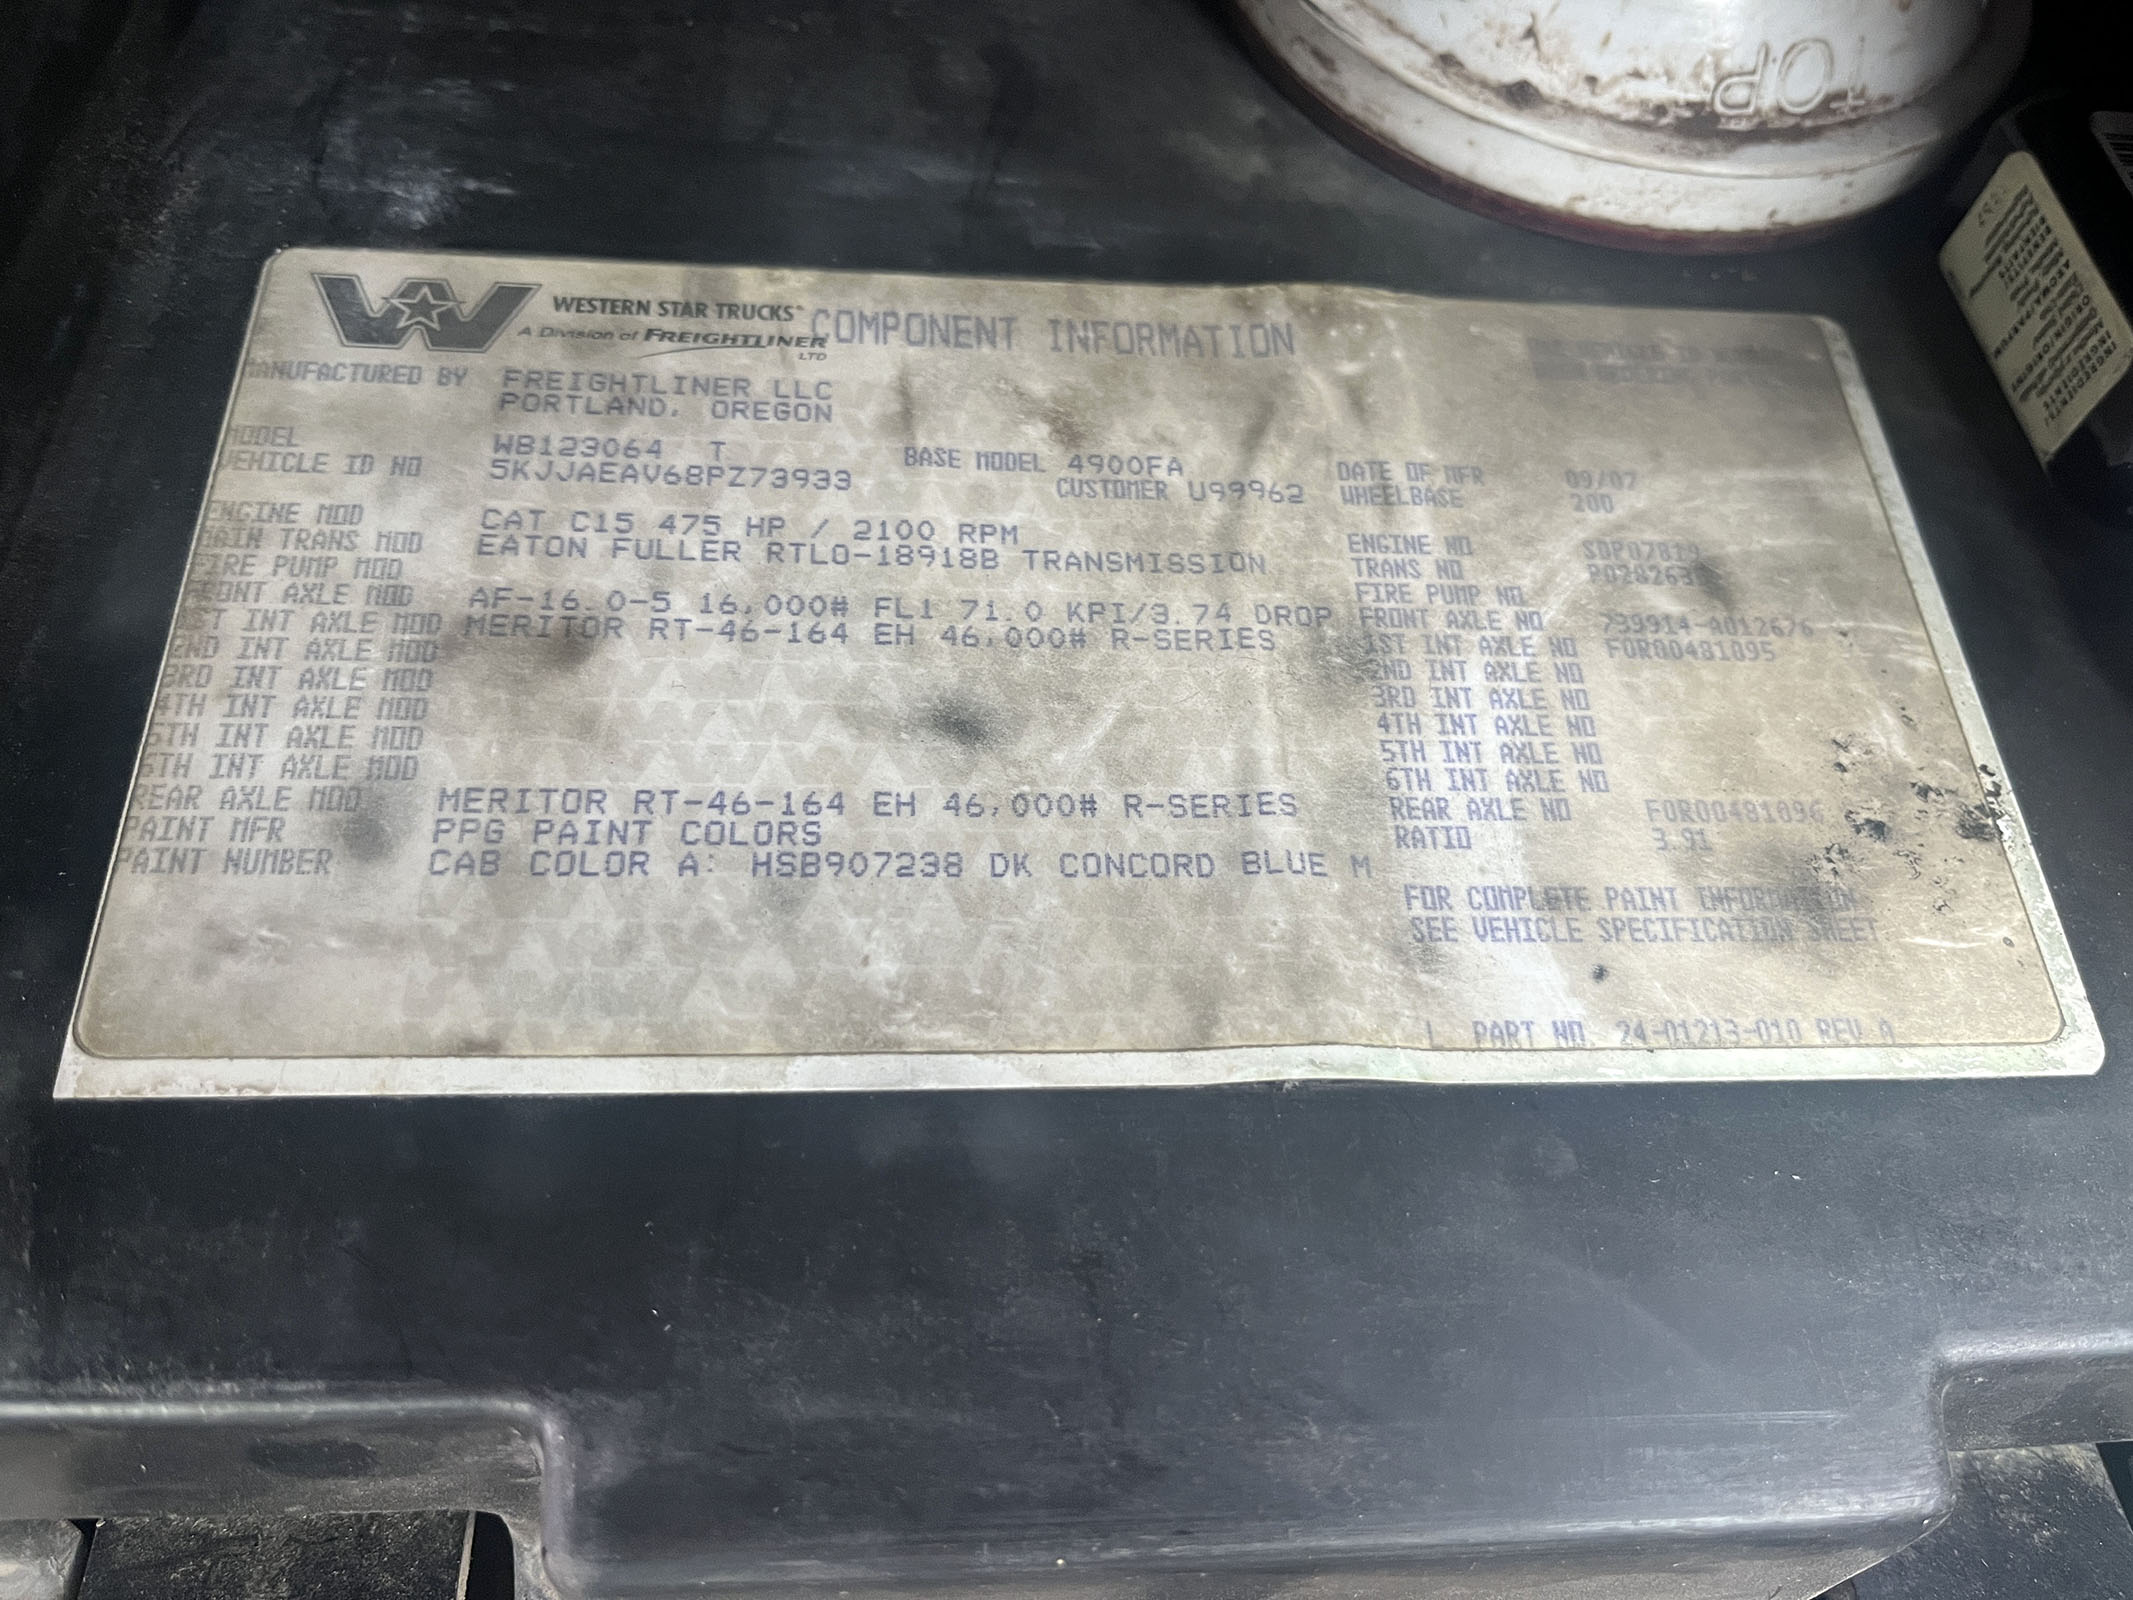 TOP
WESTERN STAR TRUCKS
A Division of FREIGHTLINER LTD
COMPONENT INFORMATION
MANUFACTURED BY FREIGHTLINER LLC
PORTLAND, OREGON
MODEL WB123064 T BASE MODEL 4900FA DATE OF MFR 09/07
VEHICLE ID NO 5KJJAEAV68PZ73933 CUSTOMER U99962 WHEELBASE 200
ENGINE MOD CAT C15 475 HP / 2100 RPM ENGINE NO
MAIN TRANS MOD EATON FULLER RTLO-18918B TRANSMISSION TRANS NO
FIRE PUMP MOD FIRE PUMP NO
FRONT AXLE MOD AF-16.0-5 16,000# FL1 71.0 KPI/3.74 DROP FRONT AXLE NO 739914-A012676
1ST INT AXLE MOD MERITOR RT-46-164 EH 46,000# R-SERIES 1ST INT AXLE NO F0R00481095
2ND INT AXLE MOD 2ND INT AXLE NO
3RD INT AXLE MOD 3RD INT AXLE NO
4TH INT AXLE MOD 4TH INT AXLE NO
5TH INT AXLE MOD 5TH INT AXLE NO
6TH INT AXLE MOD 6TH INT AXLE NO
REAR AXLE MOD MERITOR RT-46-164 EH 46,000# R-SERIES REAR AXLE NO F0R00481096
PAINT MFR PPG PAINT COLORS RATIO 3.91
PAINT NUMBER CAB COLOR A: HSB907238 DK CONCORD BLUE M
FOR COMPLETE PAINT INFORMATION
SEE VEHICLE SPECIFICATION SHEET
PART NO. 24-01213-010 REV A